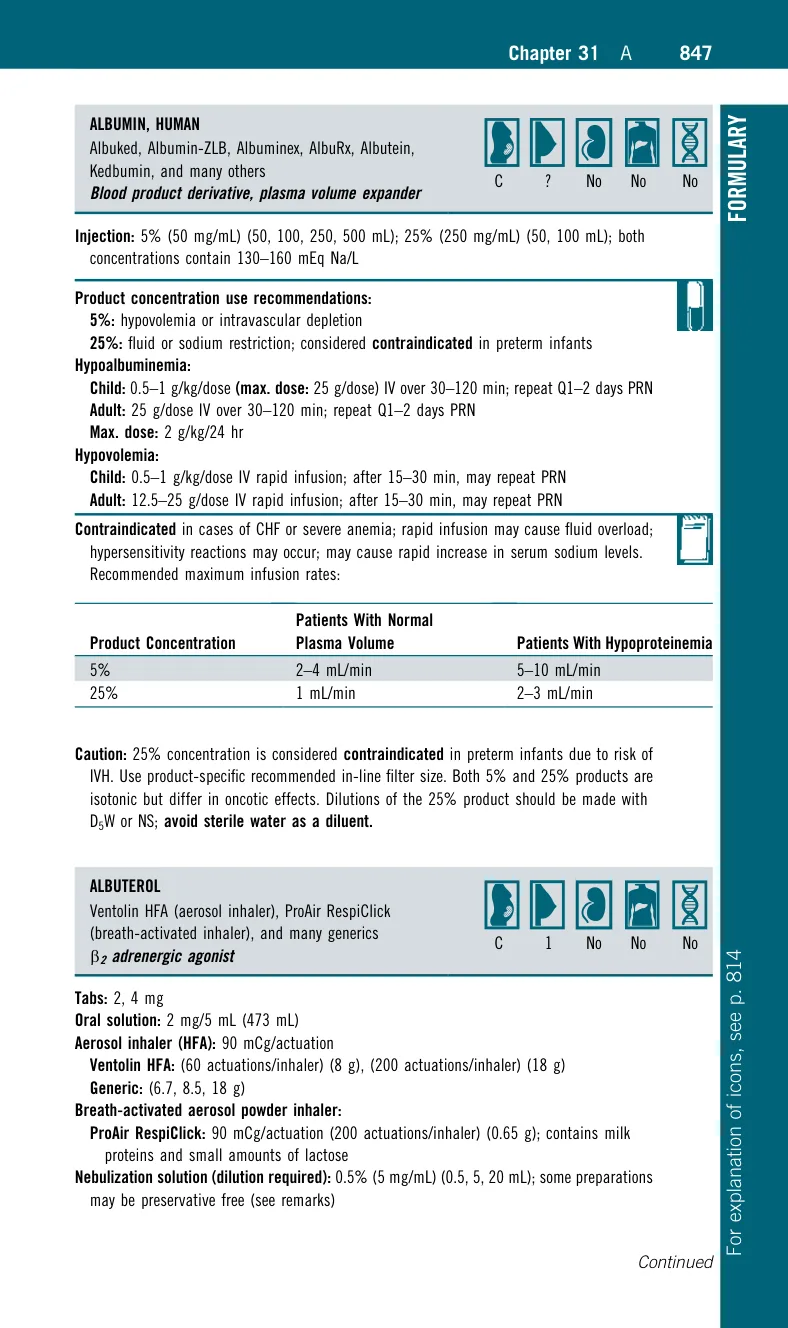 Chapter 31 A 847
ALBUMIN, HUMAN
Albuked, Albumin-ZLB, Albuminex, AlbuRx, Albutein,
Kedbumin, and many others
Blood product derivative, plasma volume expander
C ? No No No
Injection: 5% (50 mg/mL) (50, 100, 250, 500 mL); 25% (250 mg/mL) (50, 100 mL); both
concentrations contain 130–160 mEq Na/L
Product concentration use recommendations:
5%: hypovolemia or intravascular depletion
25%: fluid or sodium restriction; considered contraindicated in preterm infants
Hypoalbuminemia:
Child: 0.5–1 g/kg/dose (max. dose: 25 g/dose) IV over 30–120 min; repeat Q1–2 days PRN
Adult: 25 g/dose IV over 30–120 min; repeat Q1–2 days PRN
Max. dose: 2 g/kg/24 hr
Hypovolemia:
Child: 0.5–1 g/kg/dose IV rapid infusion; after 15–30 min, may repeat PRN
Adult: 12.5–25 g/dose IV rapid infusion; after 15–30 min, may repeat PRN
Contraindicated in cases of CHF or severe anemia; rapid infusion may cause fluid overload;
hypersensitivity reactions may occur; may cause rapid increase in serum sodium levels.
Recommended maximum infusion rates:
Patients With Normal
Product Concentration Plasma Volume Patients With Hypoproteinemia
5% 2–4 mL/min 5–10 mL/min
25% 1 mL/min 2–3 mL/min
Caution: 25% concentration is considered contraindicated in preterm infants due to risk of
IVH. Use product-specific recommended in-line filter size. Both 5% and 25% products are
isotonic but differ in oncotic effects. Dilutions of the 25% product should be made with
D5W or NS; avoid sterile water as a diluent.
ALBUTEROL
Ventolin HFA (aerosol inhaler), ProAir RespiClick
(breath-activated inhaler), and many generics
β2 adrenergic agonist
C 1 No No No
Tabs: 2, 4 mg
Oral solution: 2 mg/5 mL (473 mL)
Aerosol inhaler (HFA): 90 mCg/actuation
Ventolin HFA: (60 actuations/inhaler) (8 g), (200 actuations/inhaler) (18 g)
Generic: (6.7, 8.5, 18 g)
Breath-activated aerosol powder inhaler:
ProAir RespiClick: 90 mCg/actuation (200 actuations/inhaler) (0.65 g); contains milk
proteins and small amounts of lactose
Nebulization solution (dilution required): 0.5% (5 mg/mL) (0.5, 5, 20 mL); some preparations
may be preservative free (see remarks)
Continued
FORMULARY
For explanation of icons, see p. 814